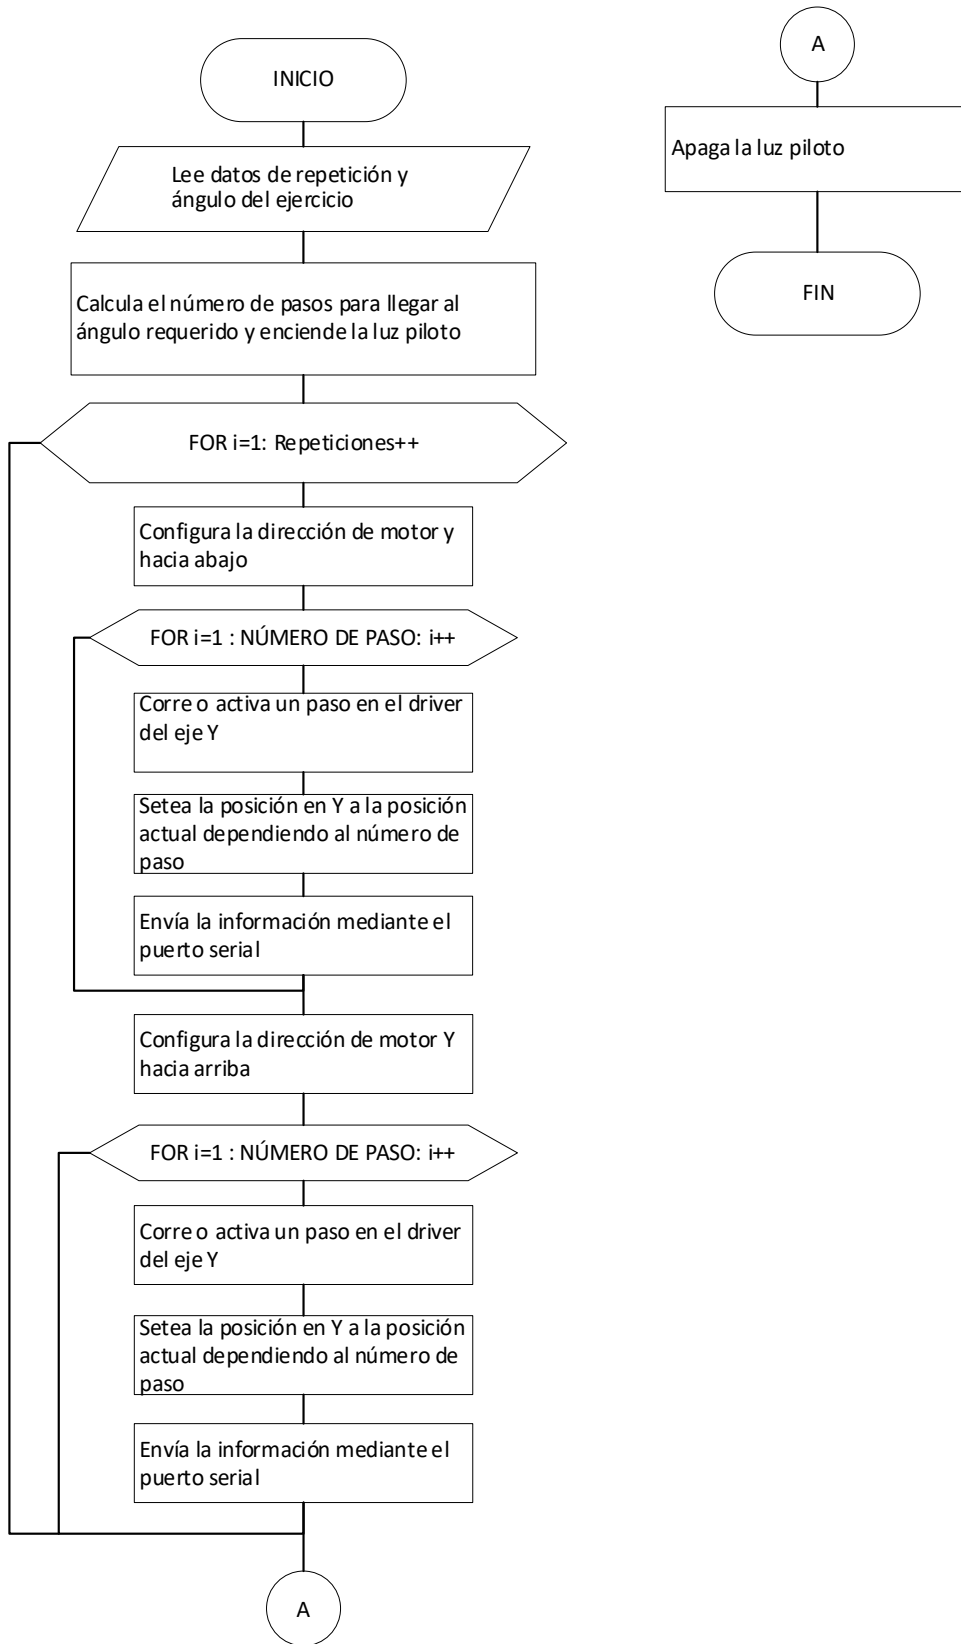 INICIO
Lee datos de repetición y
ángulo del ejercicio
Calcula el número de pasos para llegar al
ángulo requerido y enciende la luz piloto
FOR i=1: Repeticiones++
Configura la dirección de motor y
hacia abajo
FOR i=1 : NÚMERO DE PASO: i++
Corre o activa un paso en el driver
del eje Y
Setea la posición en Y a la posición
actual dependiendo al número de
paso
Envía la información mediante el
puerto serial
Configura la dirección de motor Y
hacia arriba
FOR i=1 : NÚMERO DE PASO: i++
Corre o activa un paso en el driver
del eje Y
Setea la posición en Y a la posición
actual dependiendo al número de
paso
Envía la información mediante el
puerto serial
A
A
Apaga la luz piloto
FIN